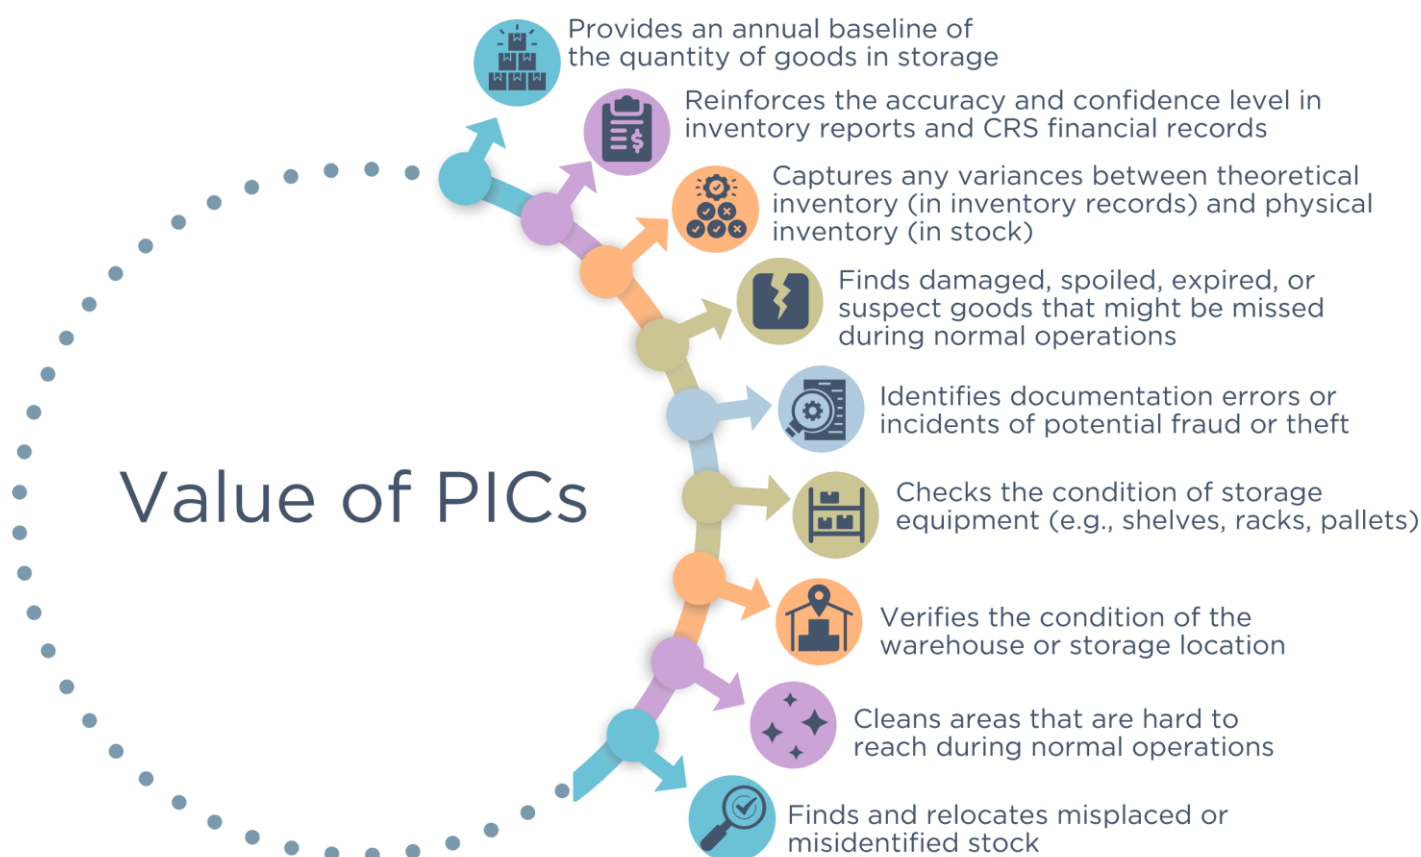 Provides an annual baseline of
the quantity of goods in storage
Reinforces the accuracy and confidence level in
inventory reports and CRS financial records
Captures any variances between theoretical
inventory (in inventory records) and physical
inventory (in stock)
Finds damaged, spoiled, expired, or
suspect goods that might be missed
during normal operations
Identifies documentation errors or
incidents of potential fraud or theft
Value of PICs
Checks the condition of storage
equipment (e.g., shelves, racks, pallets)
Verifies the condition of the
warehouse or storage location
Cleans areas that are hard to
reach during normal operations
Finds and relocates misplaced or
misidentified stock